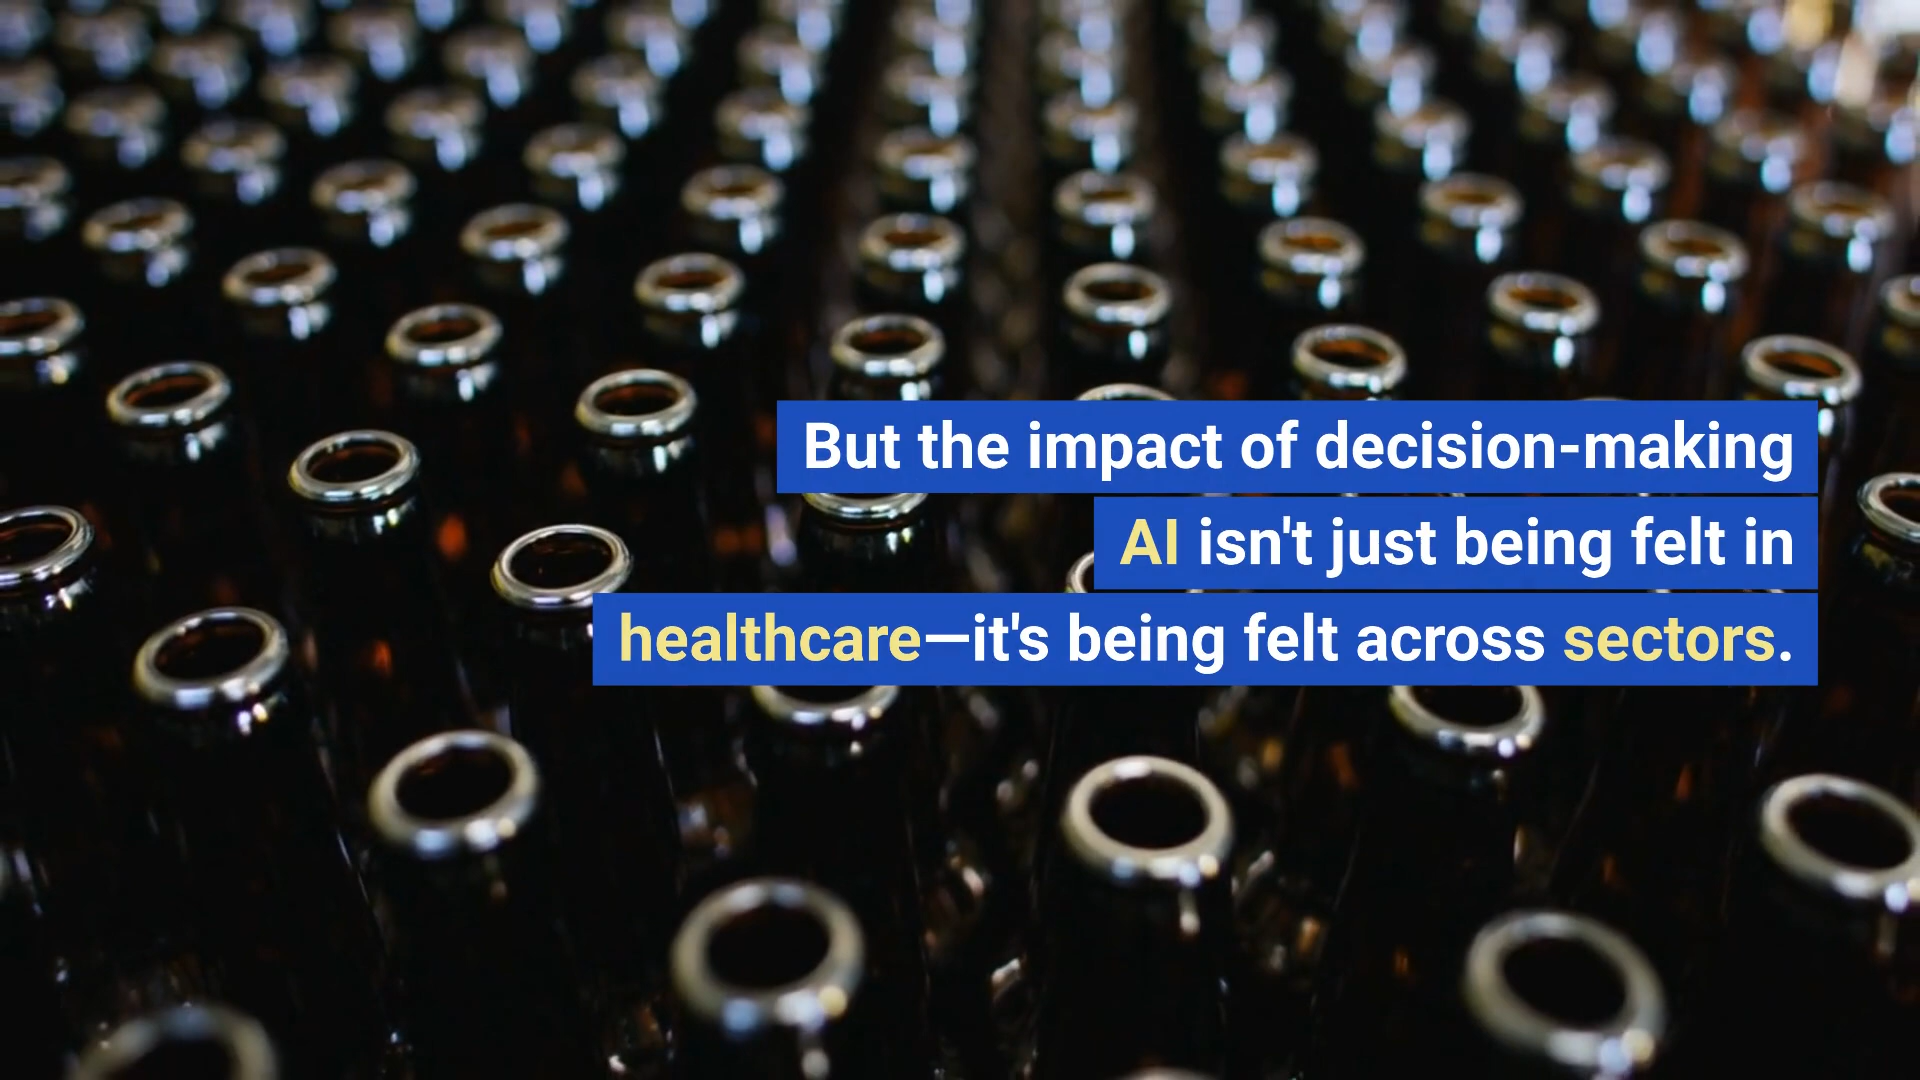 But the impact of decision-making
AI isn't just being felt in
healthcare—it's being felt across sectors.